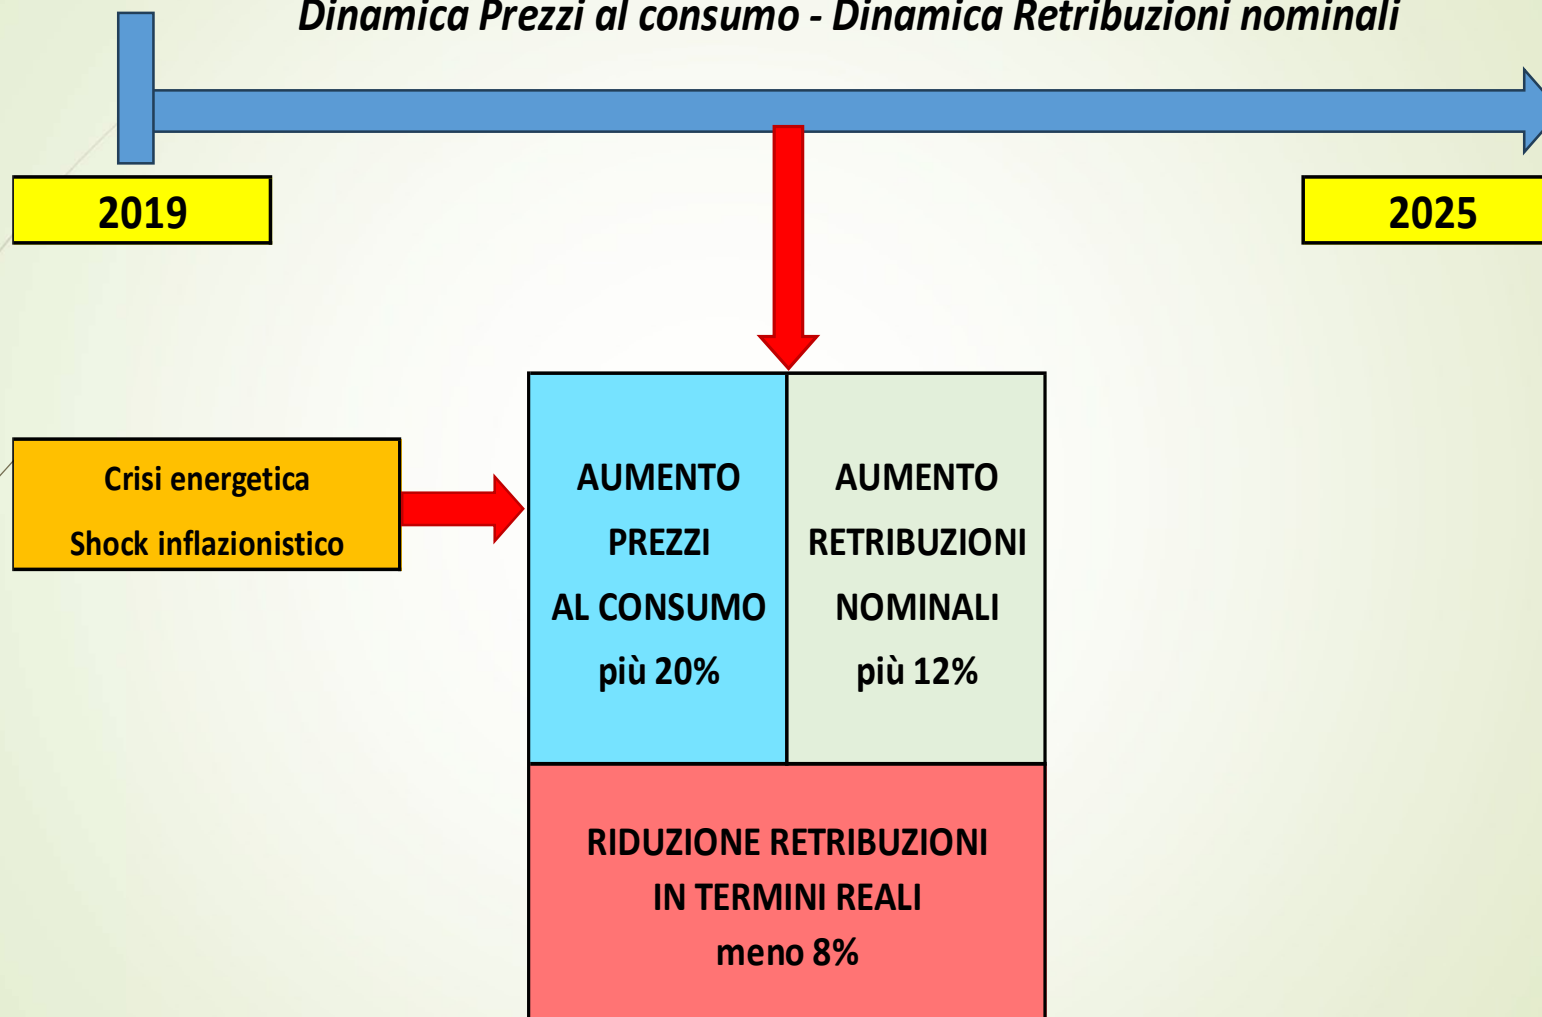 Dinamica Prezzi al consumo - Dinamica Retribuzioni nominali
2019
2025
Crisi energetica
Shock inflazionistico
AUMENTO
PREZZI
AL CONSUMO
più 20%
AUMENTO
RETRIBUZIONI
NOMINALI
più 12%
RIDUZIONE RETRIBUZIONI
IN TERMINI REALI
meno 8%